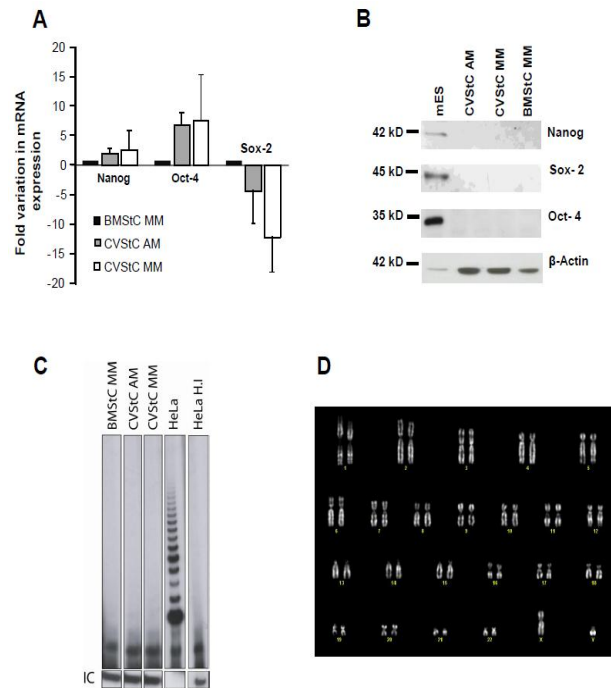 A
20
15
10
5
0
-5
-10
-15
-20
Fold variation in mRNA
expression
Nanog
Oct-4
Sox-2
BMStC MM
CVStC AM
CVStC MM
B
mES
CVStC AM
CVStC MM
BMStC MM
42 kD
Nanog
45 kD
Sox- 2
35 kD
Oct- 4
42 kD
β-Actin
C
BMStC MM
CVStC AM
CVStC MM
HeLa
HeLa H.I
IC
D
1 2 3 4 5
6 7 8 9 10 11 12
13 14 15 16 17 18
19 20 21 22 X Y